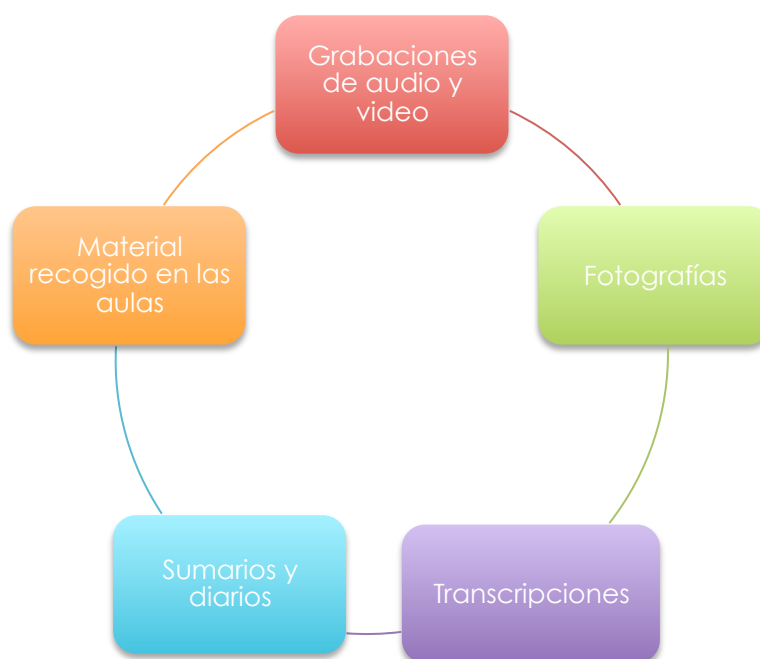 Grabaciones
de audio y
video
Material
recogido en las
aulas
Fotografías
Sumarios y
diarios
Transcripciones